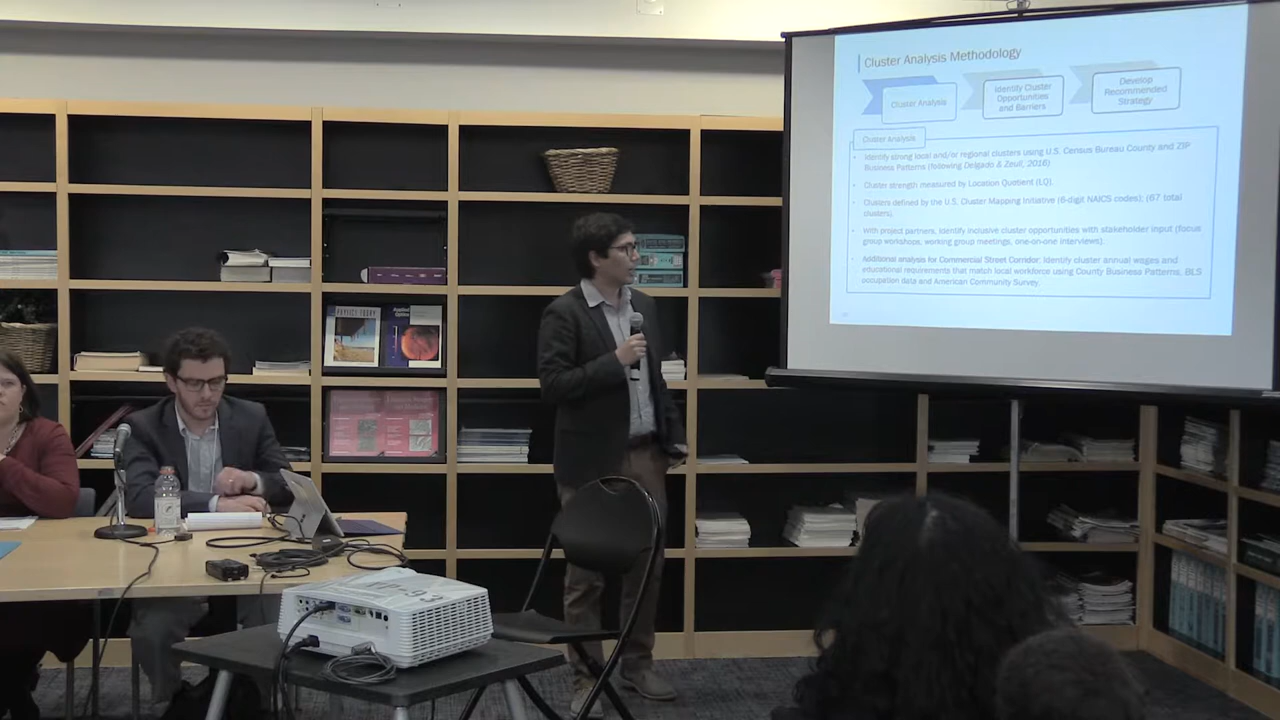 Cluster Analysis Methodology
Cluster Analysis
Identify Cluster
Opportunities
and Barriers
Develop
Recommended
Strategy
Cluster Analysis
• Identify strong local and/or regional clusters using U.S. Census Bureau County and ZIP
Business Patterns (following Delgado & Zeuli, 2016)
• Cluster strength measured by Location Quotient (LQ).
• Clusters defined by the U.S. Cluster Mapping Initiative (6-digit NAICS codes); (67 total
clusters).
• With project partners, identify inclusive cluster opportunities with stakeholder input (focus
group workshops, working group meetings, one-on-one interviews).
• Additional analysis for Commercial Street Corridor: Identify cluster annual wages and
educational requirements that match local workforce using County Business Patterns, BLS
occupation data and American Community Survey.
PHYSICS TODAY
Applied
Optics